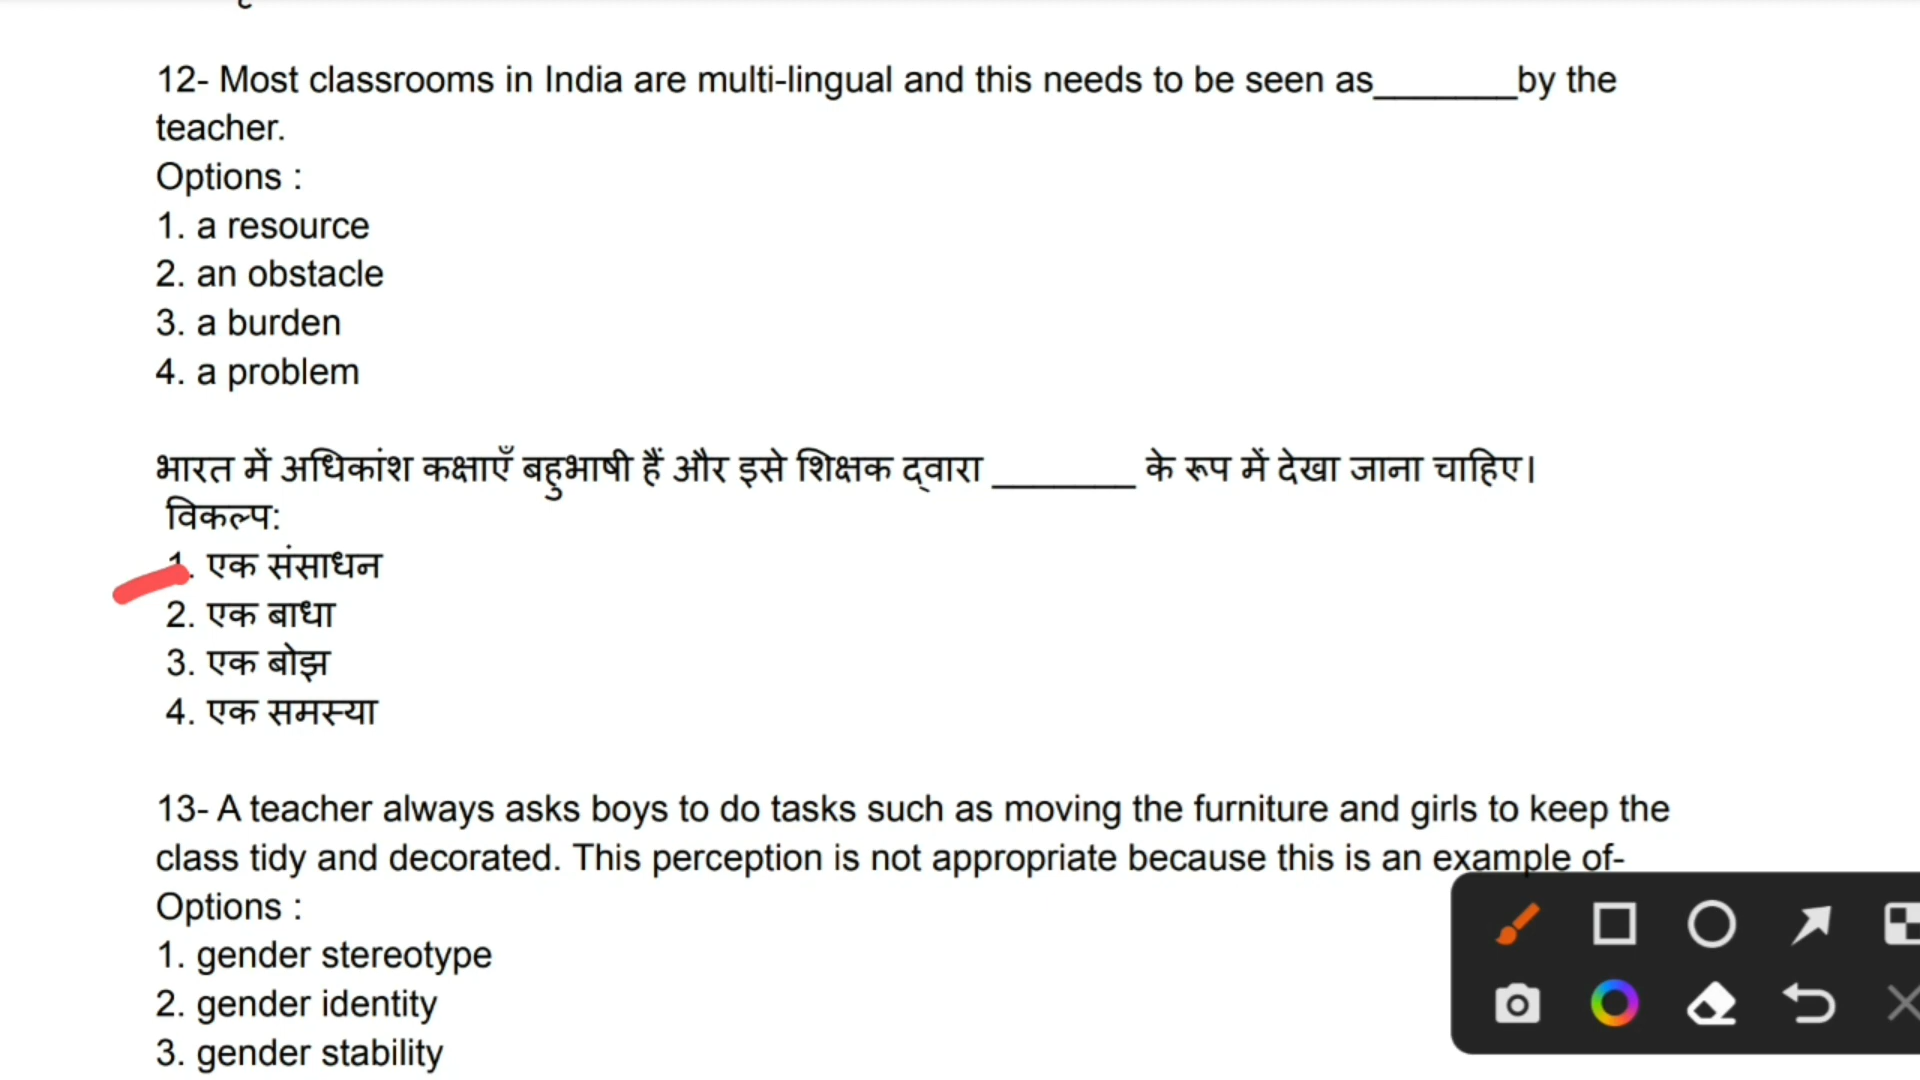 12- Most classrooms in India are multi-lingual and this needs to be seen as_______by the
teacher.
Options :
1. a resource
2. an obstacle
3. a burden
4. a problem
भारत में अधिकांश कक्षाएँ बहुभाषी हैं और इसे शिक्षक द्वारा _______ के रूप में देखा जाना चाहिए।
विकल्प:
1. एक संसाधन
2. एक बाधा
3. एक बोझ
4. एक समस्या
13- A teacher always asks boys to do tasks such as moving the furniture and girls to keep the
class tidy and decorated. This perception is not appropriate because this is an example of-
Options :
1. gender stereotype
2. gender identity
3. gender stability